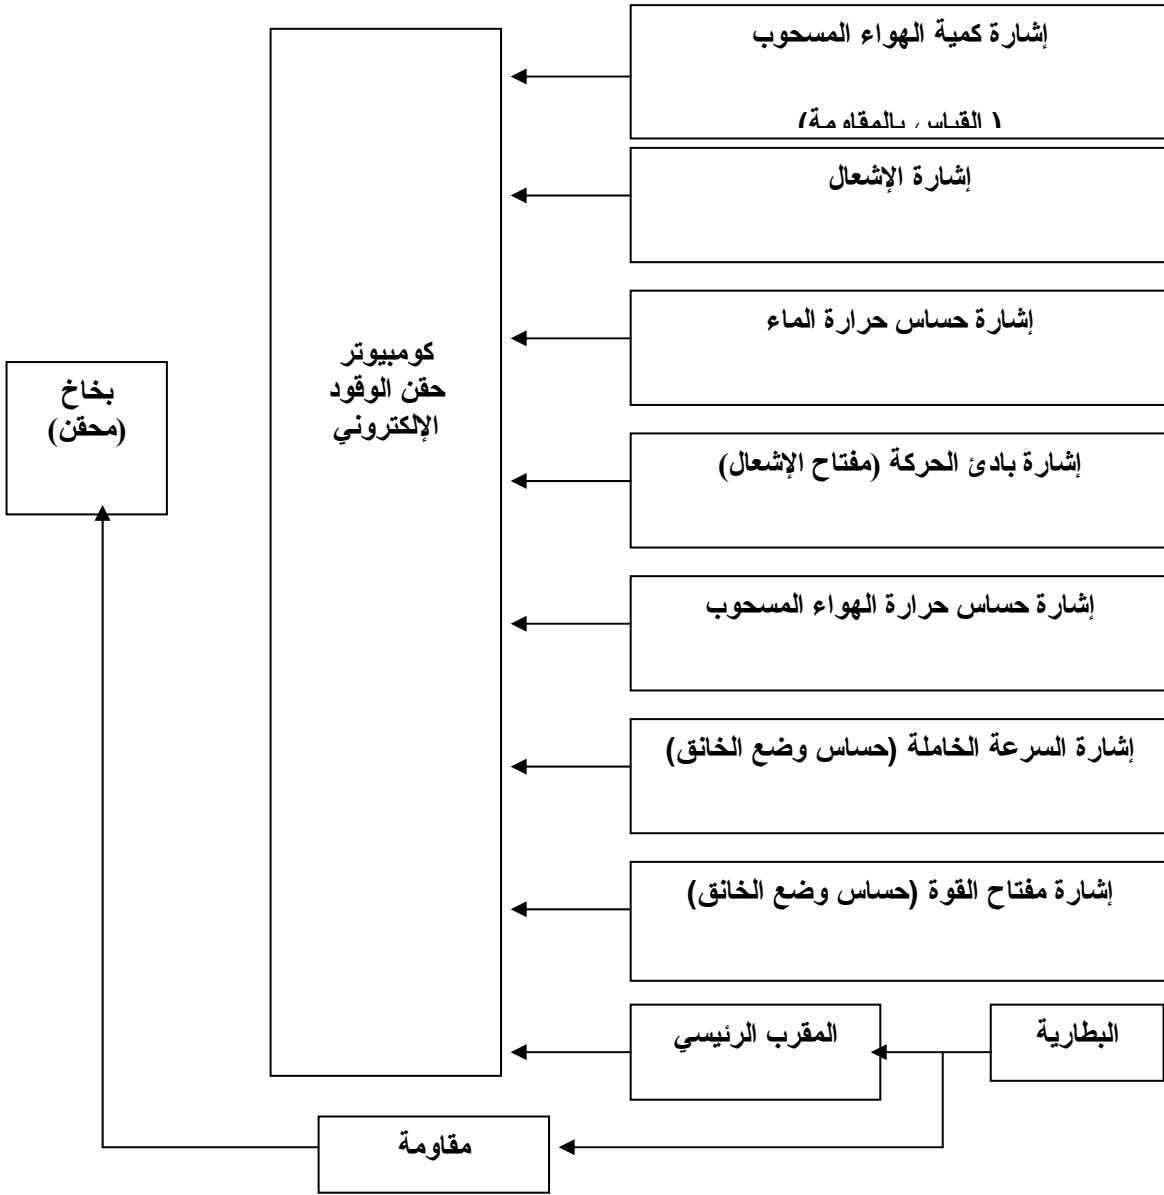 إشارة كمية الهواء المسحوب
( القياس بالمقاومة)
إشارة الإشعال
إشارة حساس حرارة الماء
كومبيوتر
حقن الوقود
الإلكتروني
بخاخ
(محقن)
إشارة بادئ الحركة (مفتاح الإشعال)
إشارة حساس حرارة الهواء المسحوب
إشارة السرعة الخاملة (حساس وضع الخانق)
إشارة مفتاح القوة (حساس وضع الخانق)
المقرب الرئيسي
البطارية
مقاومة